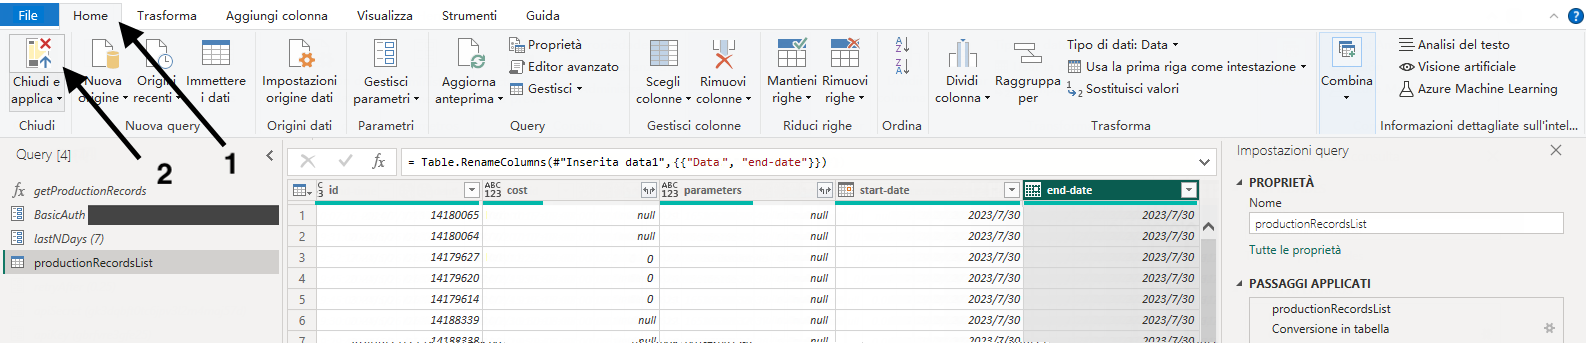 File Home Trasforma Aggiungi colonna Visualizza Strumenti Guida
Chiudi e applica
Nuova origine
Origini recenti
Immettere i dati
Impostazioni origine dati
Gestisci parametri
Aggiorna anteprima
Proprietà
Editor avanzato
Gestisci
Scegli colonne
Rimuovi colonne
Mantieni righe
Rimuovi righe
A Z
Z A
Dividi colonna
Raggruppa per
Tipo di dati: Data
Usa la prima riga come intestazione
1 2 Sostituisci valori
Combina
Analisi del testo
Visione artificiale
Azure Machine Learning
Chiudi Nuova query Origini dati Parametri Query Gestisci colonne Riduci righe Ordina Trasforma Informazioni dettagliate sull'intel...
1
2
Query [4]
fx getProductionRecords
BasicAuth
lastNDays (7)
productionRecordsList
fx = Table.RenameColumns(#"Inserita data1",{{"Data", "end-date"}})
id ABC 123 cost ABC 123 parameters start-date end-date
1 14180065 null null 2023/7/30 2023/7/30
2 14180064 null null 2023/7/30 2023/7/30
3 14179627 0 null 2023/7/30 2023/7/30
4 14179620 0 null 2023/7/30 2023/7/30
5 14179614 0 null 2023/7/30 2023/7/30
6 14188339 null null 2023/7/30 2023/7/30
Impostazioni query
PROPRIETÀ
Nome
productionRecordsList
Tutte le proprietà
PASSAGGI APPLICATI
productionRecordsList
Conversione in tabella